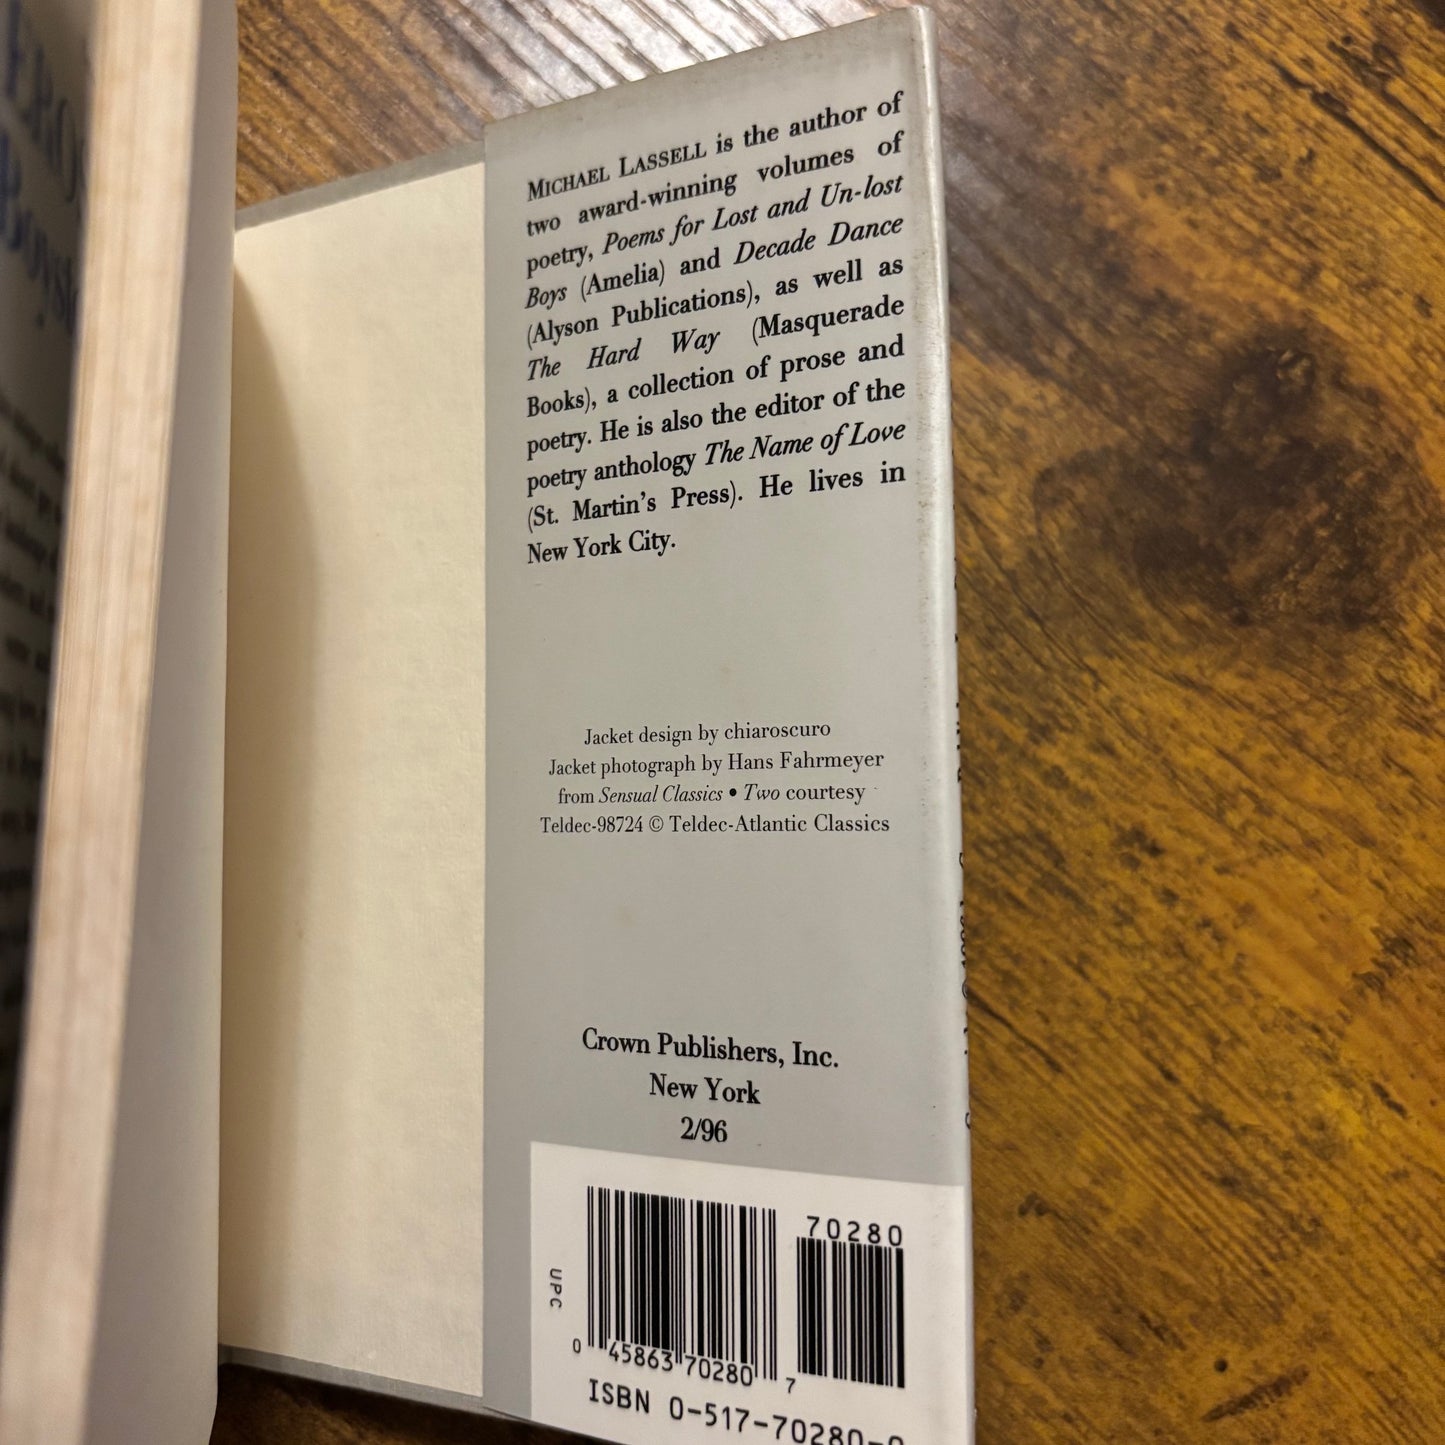 MICHAEL LASSELL is the author of
two award-winning volumes of
poetry, Poems for Lost and Un-lost
Boys (Amelia) and Decade Dance
(Alyson Publications), as well as
The Hard Way (Masquerade
Books), a collection of prose and
poetry. He is also the editor of the
poetry anthology The Name of Love
(St. Martin's Press). He lives in
New York City.
Jacket design by chiaroscuro
Jacket photograph by Hans Fahrmeyer
from Sensual Classics • Two courtesy
Teldec-98724 © Teldec-Atlantic Classics
Crown Publishers, Inc.
New York
2/96
70280
UPC
0 45863 70280 7
ISBN 0-517-70280-9